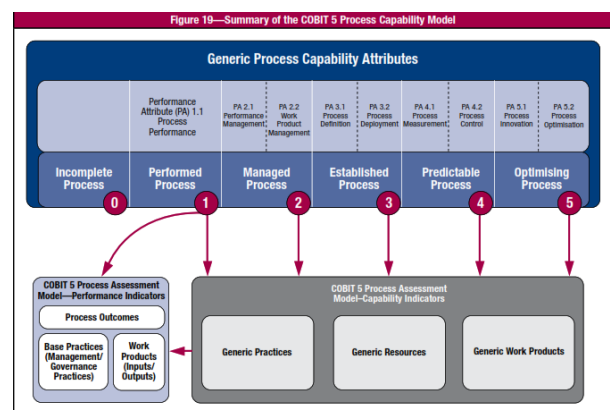 Figure 19—Summary of the COBIT 5 Process Capability Model
Generic Process Capability Attributes
Performance
Attribute (PA) 1.1
Process
Performance
PA 2.1
Performance
Management
PA 2.2
Work
Product
Management
PA 3.1
Process
Definition
PA 3.2
Process
Deployment
PA 4.1
Process
Measurement
PA 4.2
Process
Control
PA 5.1
Process
Innovation
PA 5.2
Process
Optimisation
Incomplete
Process
0
Performed
Process
1
Managed
Process
2
Established
Process
3
Predictable
Process
4
Optimising
Process
5
COBIT 5 Process Assessment
Model—Performance Indicators
Process Outcomes
Base Practices
(Management/
Governance
Practices)
Work
Products
(Inputs/
Outputs)
COBIT 5 Process Assessment
Model–Capability Indicators
Generic Practices
Generic Resources
Generic Work Products